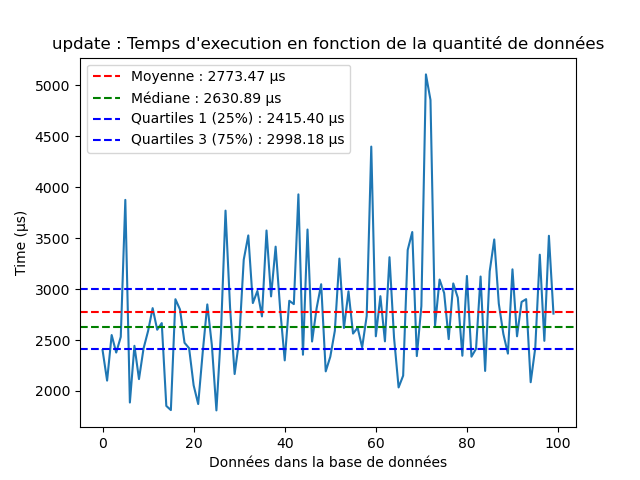 update : Temps d'execution en fonction de la quantité de données
Moyenne : 2773.47 µs
Médiane : 2630.89 µs
Quartiles 1 (25%) : 2415.40 µs
Quartiles 3 (75%) : 2998.18 µs
Time (µs)
5000
4500
4000
3500
3000
2500
2000
0 20 40 60 80 100
Données dans la base de données